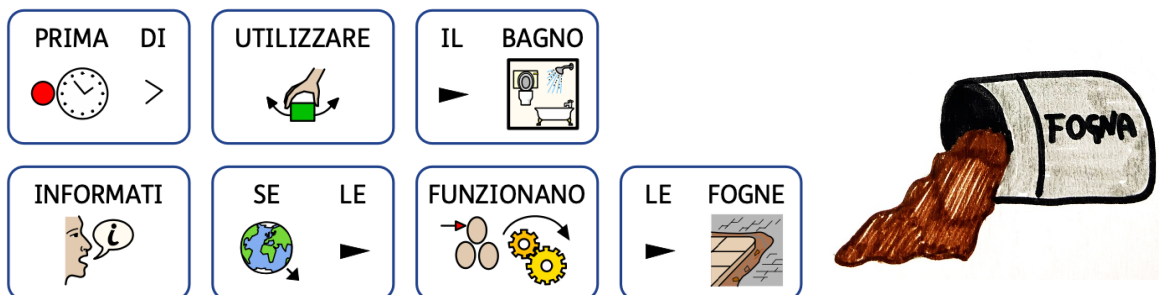 PRIMA DI UTILIZZARE IL BAGNO
INFORMATI SE LE FUNZIONANO LE FOGNE
FOGNA